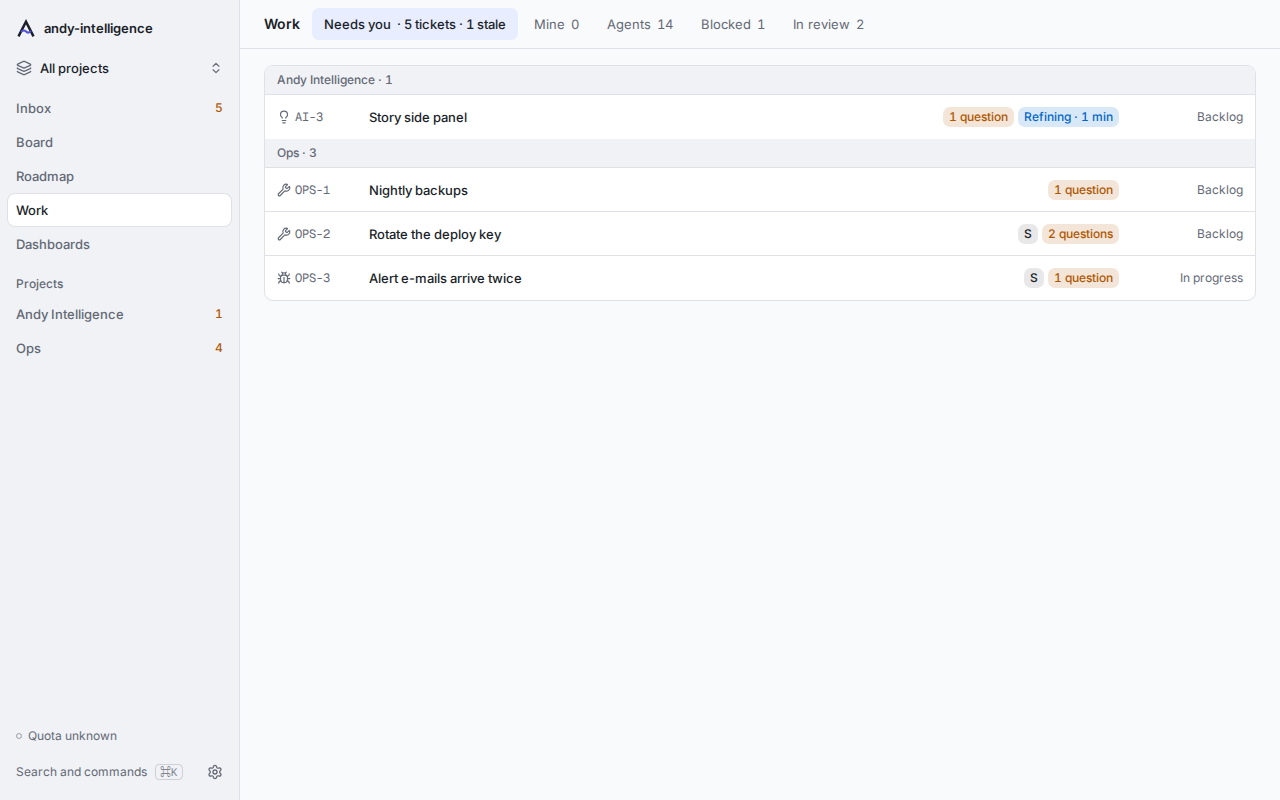 andy-intelligence
All projects
Inbox 5
Board
Roadmap
Work
Dashboards
Projects
Andy Intelligence 1
Ops 4
Quota unknown
Search and commands ⌘K
Work Needs you · 5 tickets · 1 stale Mine 0 Agents 14 Blocked 1 In review 2
Andy Intelligence · 1
AI-3 Story side panel 1 question Refining · 1 min Backlog
Ops · 3
OPS-1 Nightly backups 1 question Backlog
OPS-2 Rotate the deploy key S 2 questions Backlog
OPS-3 Alert e-mails arrive twice S 1 question In progress